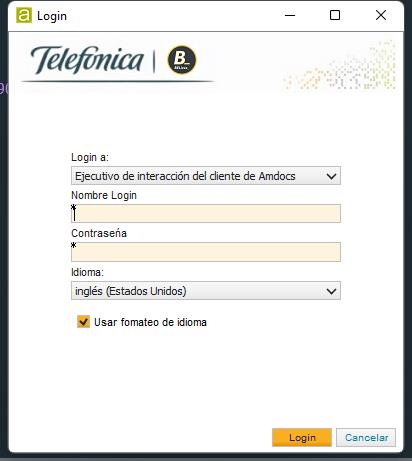 Login
Telefónica
B_
Login a:
Ejecutivo de interacción del cliente de Amdocs
Nombre Login
*
Contraseña
*
Idioma:
inglés (Estados Unidos)
Usar fomateo de idioma
Login
Cancelar